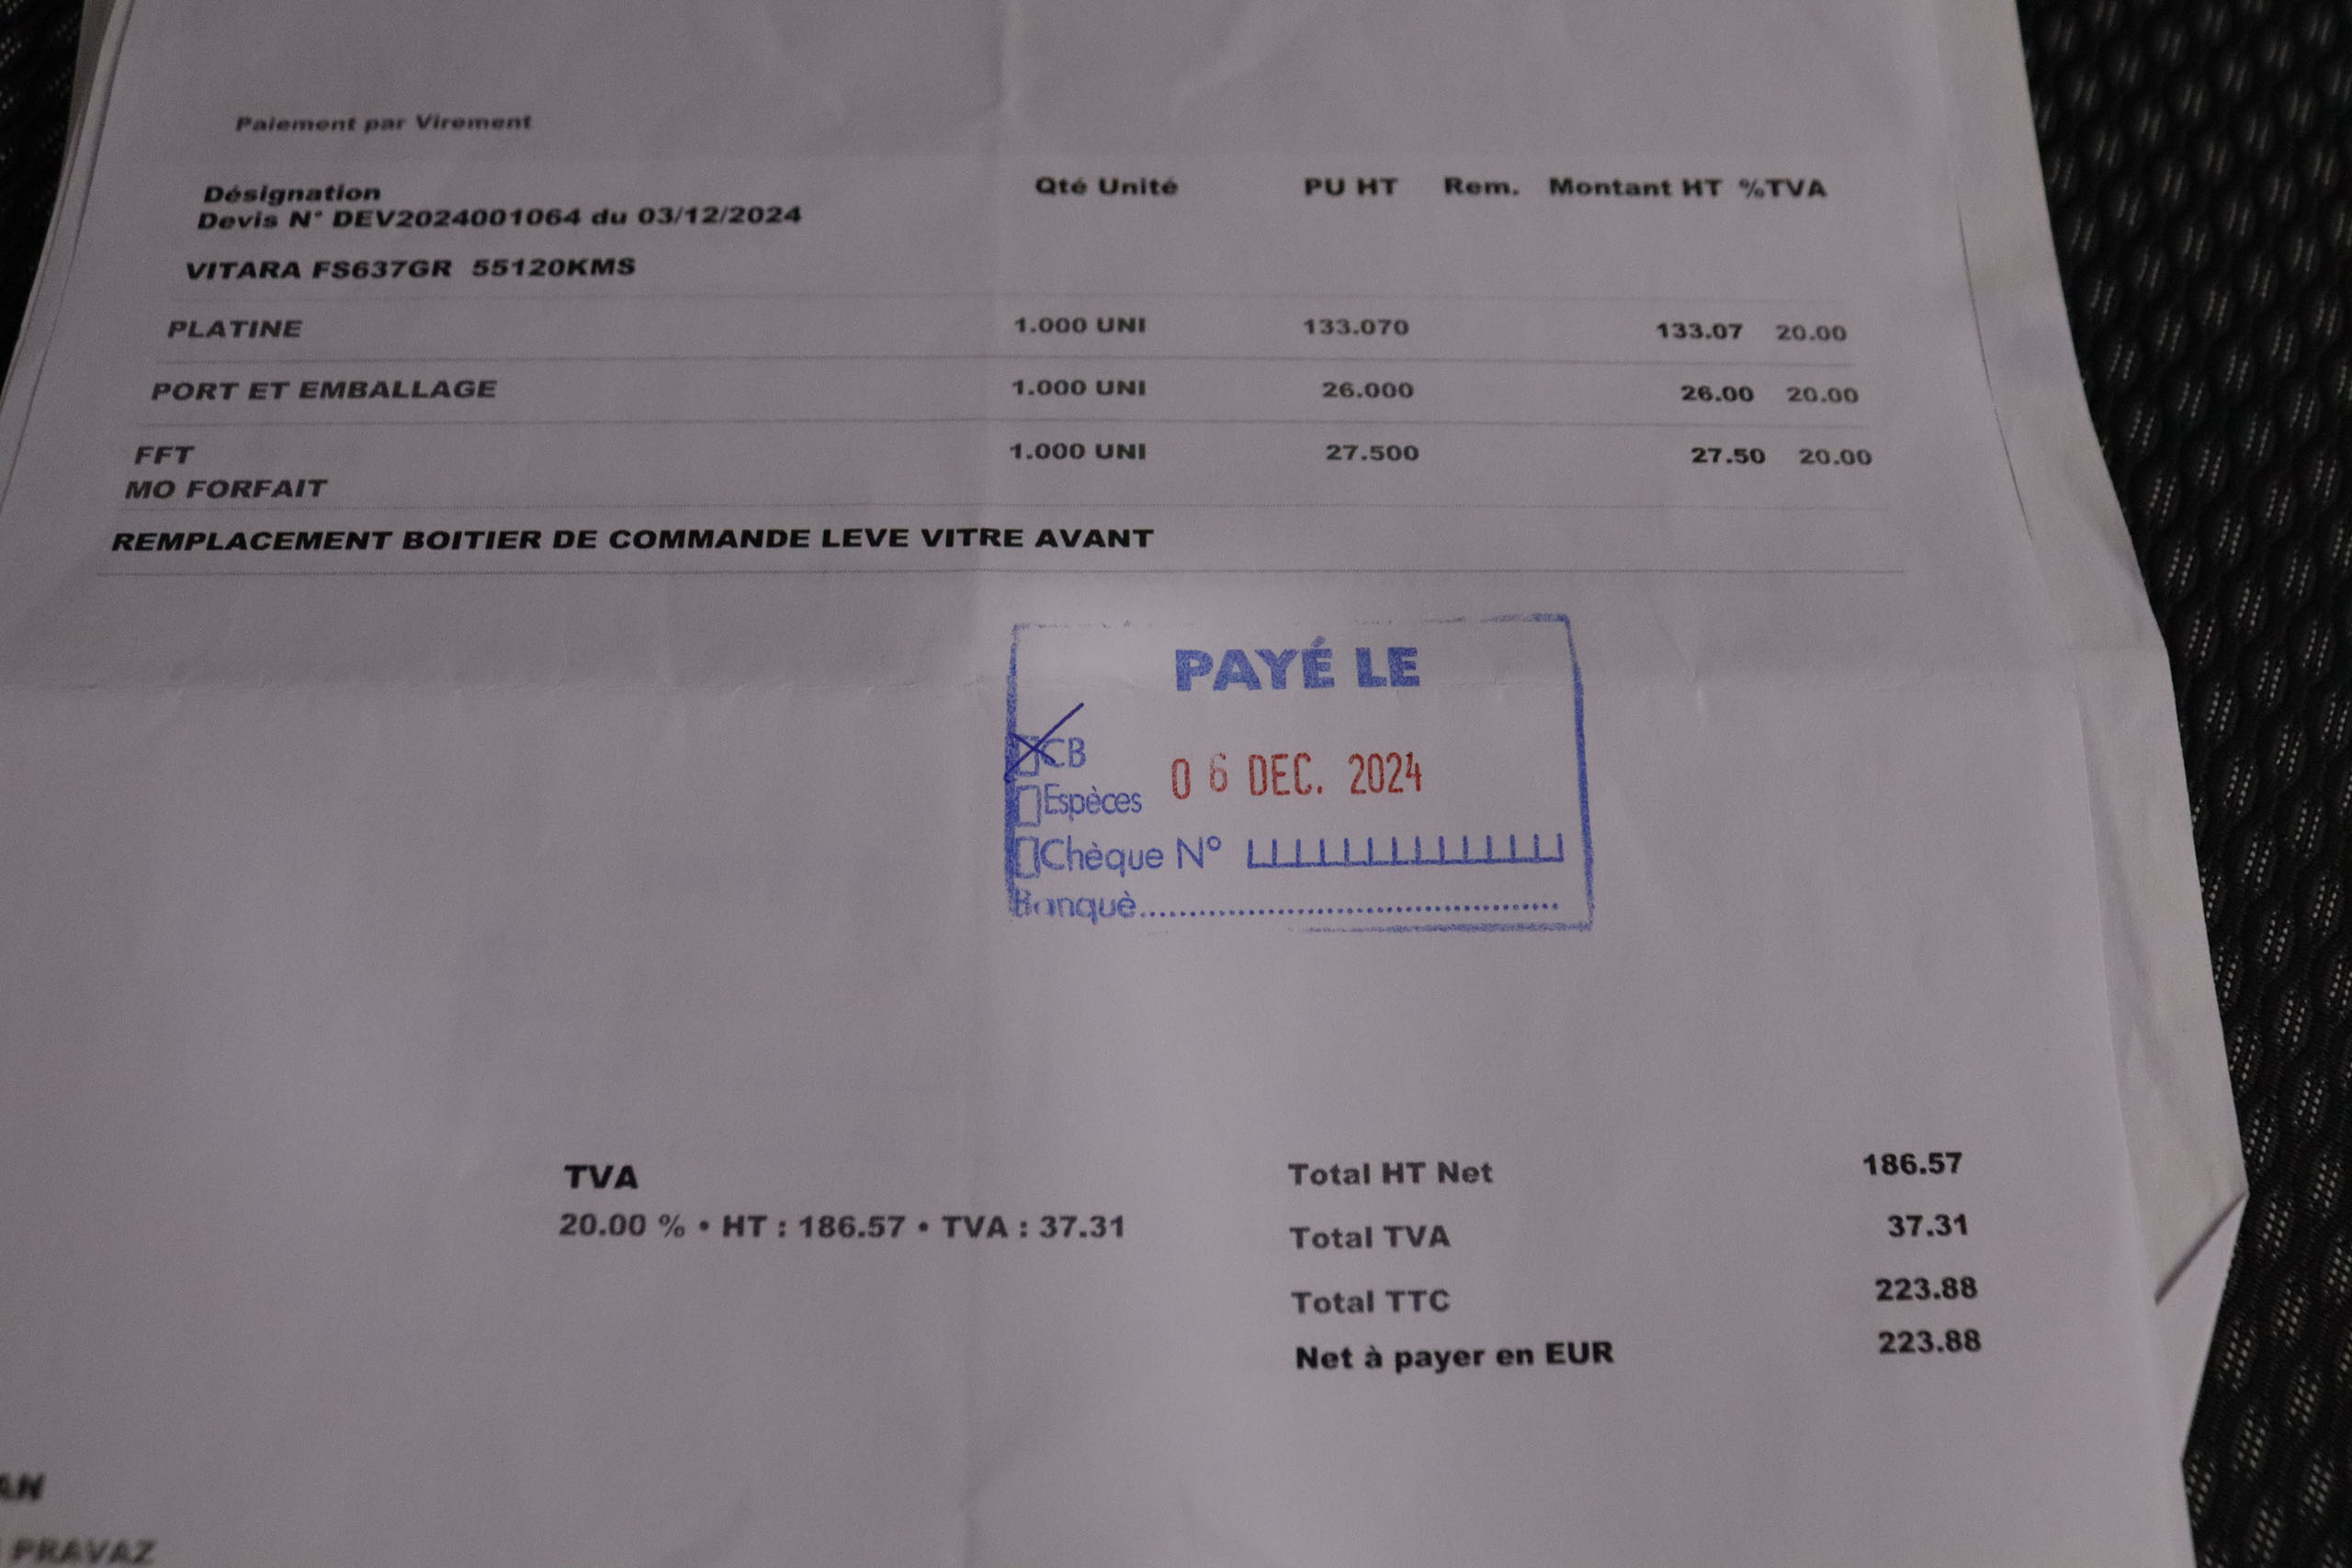 Paiement par Virement
Désignation Qté Unité PU HT Rem. Montant HT %TVA
Devis N° DEV2024001064 du 03/12/2024
VITARA FS637GR 55120KMS
PLATINE 1.000 UNI 133.070 133.07 20.00
PORT ET EMBALLAGE 1.000 UNI 26.000 26.00 20.00
FFT 1.000 UNI 27.500 27.50 20.00
MO FORFAIT
REMPLACEMENT BOITIER DE COMMANDE LEVE VITRE AVANT
PAYÉ LE
CB
06 DEC. 2024
Espèces
Chèque N°
Banque
TVA
20.00 % • HT : 186.57 • TVA : 37.31
Total HT Net 186.57
Total TVA 37.31
Total TTC 223.88
Net à payer en EUR 223.88
AN
PRAVAZ